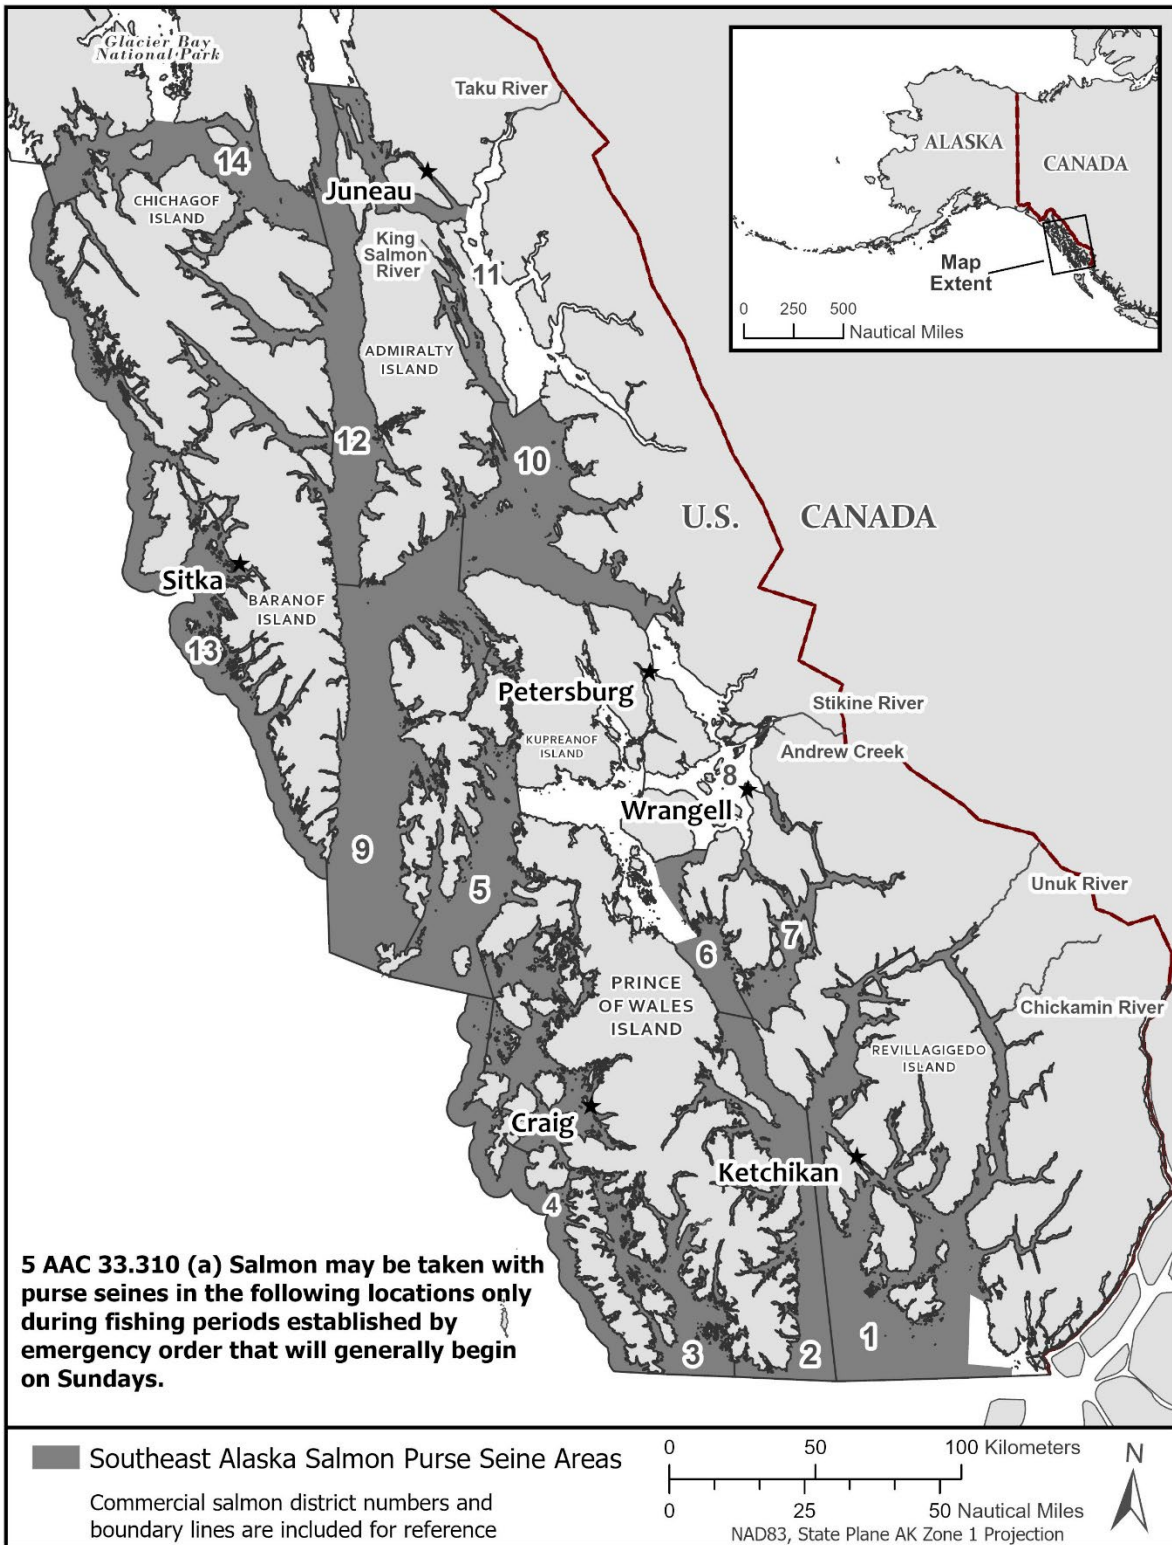 Glacier Bay
National Park
Taku River
ALASKA
CANADA
Map
Extent
0 250 500
Nautical Miles
14
CHICHAGOF
ISLAND
Juneau
King
Salmon
River
11
ADMIRALTY
ISLAND
12
10
U.S. CANADA
Sitka
BARANOF
ISLAND
13
Petersburg
KUPREANOF
ISLAND
Stikine River
Andrew Creek
8
Wrangell
9
5
Unuk River
6
7
PRINCE
OF WALES
ISLAND
Chickamin River
REVILLAGIGEDO
ISLAND
Craig
Ketchikan
4
5 AAC 33.310 (a) Salmon may be taken with
purse seines in the following locations only
during fishing periods established by
emergency order that will generally begin
on Sundays.
3
2
1
Southeast Alaska Salmon Purse Seine Areas
Commercial salmon district numbers and
boundary lines are included for reference
0 50 100 Kilometers
0 25 50 Nautical Miles
NAD83, State Plane AK Zone 1 Projection
N